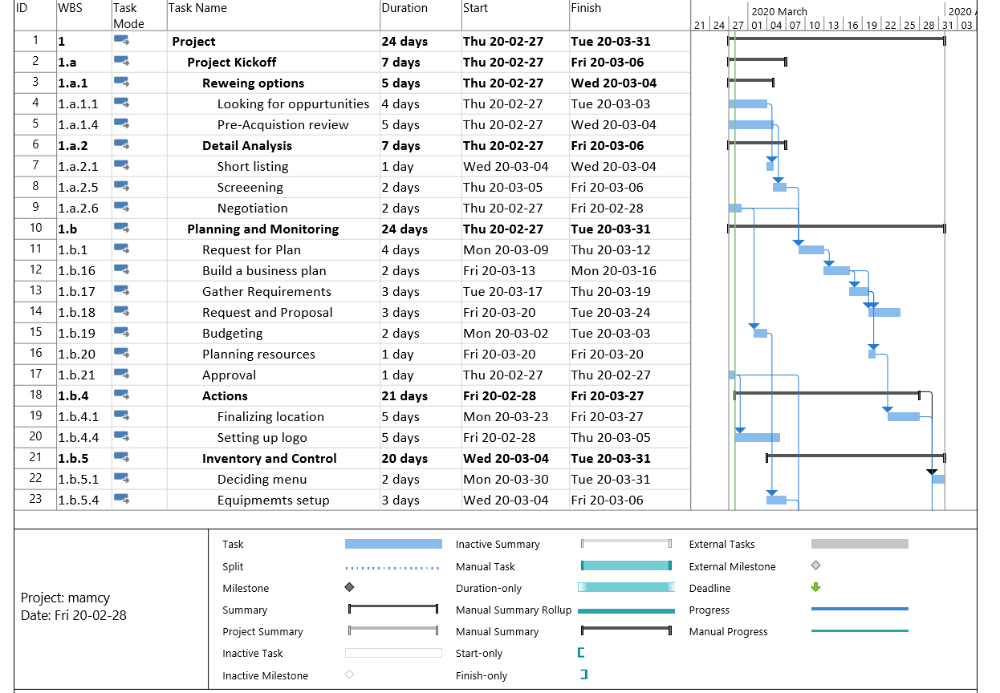 ID WBS Task Mode Task Name Duration Start Finish
2020 March 2020 A
21 24 27 01 04 07 10 13 16 19 22 25 28 31 03
1 1 Project 24 days Thu 20-02-27 Tue 20-03-31
2 1.a Project Kickoff 7 days Thu 20-02-27 Fri 20-03-06
3 1.a.1 Reweing options 5 days Thu 20-02-27 Wed 20-03-04
4 1.a.1.1 Looking for oppurtunities 4 days Thu 20-02-27 Tue 20-03-03
5 1.a.1.4 Pre-Acquistion review 5 days Thu 20-02-27 Wed 20-03-04
6 1.a.2 Detail Analysis 7 days Thu 20-02-27 Fri 20-03-06
7 1.a.2.1 Short listing 1 day Wed 20-03-04 Wed 20-03-04
8 1.a.2.5 Screeening 2 days Thu 20-03-05 Fri 20-03-06
9 1.a.2.6 Negotiation 2 days Thu 20-02-27 Fri 20-02-28
10 1.b Planning and Monitoring 24 days Thu 20-02-27 Tue 20-03-31
11 1.b.1 Request for Plan 4 days Mon 20-03-09 Thu 20-03-12
12 1.b.16 Build a business plan 2 days Fri 20-03-13 Mon 20-03-16
13 1.b.17 Gather Requirements 3 days Tue 20-03-17 Thu 20-03-19
14 1.b.18 Request and Proposal 3 days Fri 20-03-20 Tue 20-03-24
15 1.b.19 Budgeting 2 days Mon 20-03-02 Tue 20-03-03
16 1.b.20 Planning resources 1 day Fri 20-03-20 Fri 20-03-20
17 1.b.21 Approval 1 day Thu 20-02-27 Thu 20-02-27
18 1.b.4 Actions 21 days Fri 20-02-28 Fri 20-03-27
19 1.b.4.1 Finalizing location 5 days Mon 20-03-23 Fri 20-03-27
20 1.b.4.4 Setting up logo 5 days Fri 20-02-28 Thu 20-03-05
21 1.b.5 Inventory and Control 20 days Wed 20-03-04 Tue 20-03-31
22 1.b.5.1 Deciding menu 2 days Mon 20-03-30 Tue 20-03-31
23 1.b.5.4 Equipmemts setup 3 days Wed 20-03-04 Fri 20-03-06
Project: mamcy
Date: Fri 20-02-28
Task Inactive Summary External Tasks
Split Manual Task External Milestone
Milestone Duration-only Deadline
Summary Manual Summary Rollup Progress
Project Summary Manual Summary Manual Progress
Inactive Task Start-only
Inactive Milestone Finish-only